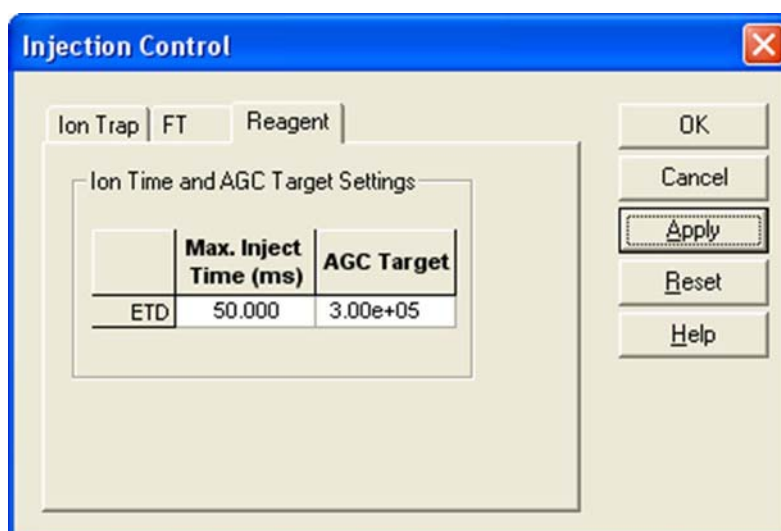 Injection Control
Ion Trap FT Reagent
Ion Time and AGC Target Settings
Max. Inject Time (ms) AGC Target
ETD 50.000 3.00e+05
OK
Cancel
Apply
Reset
Help